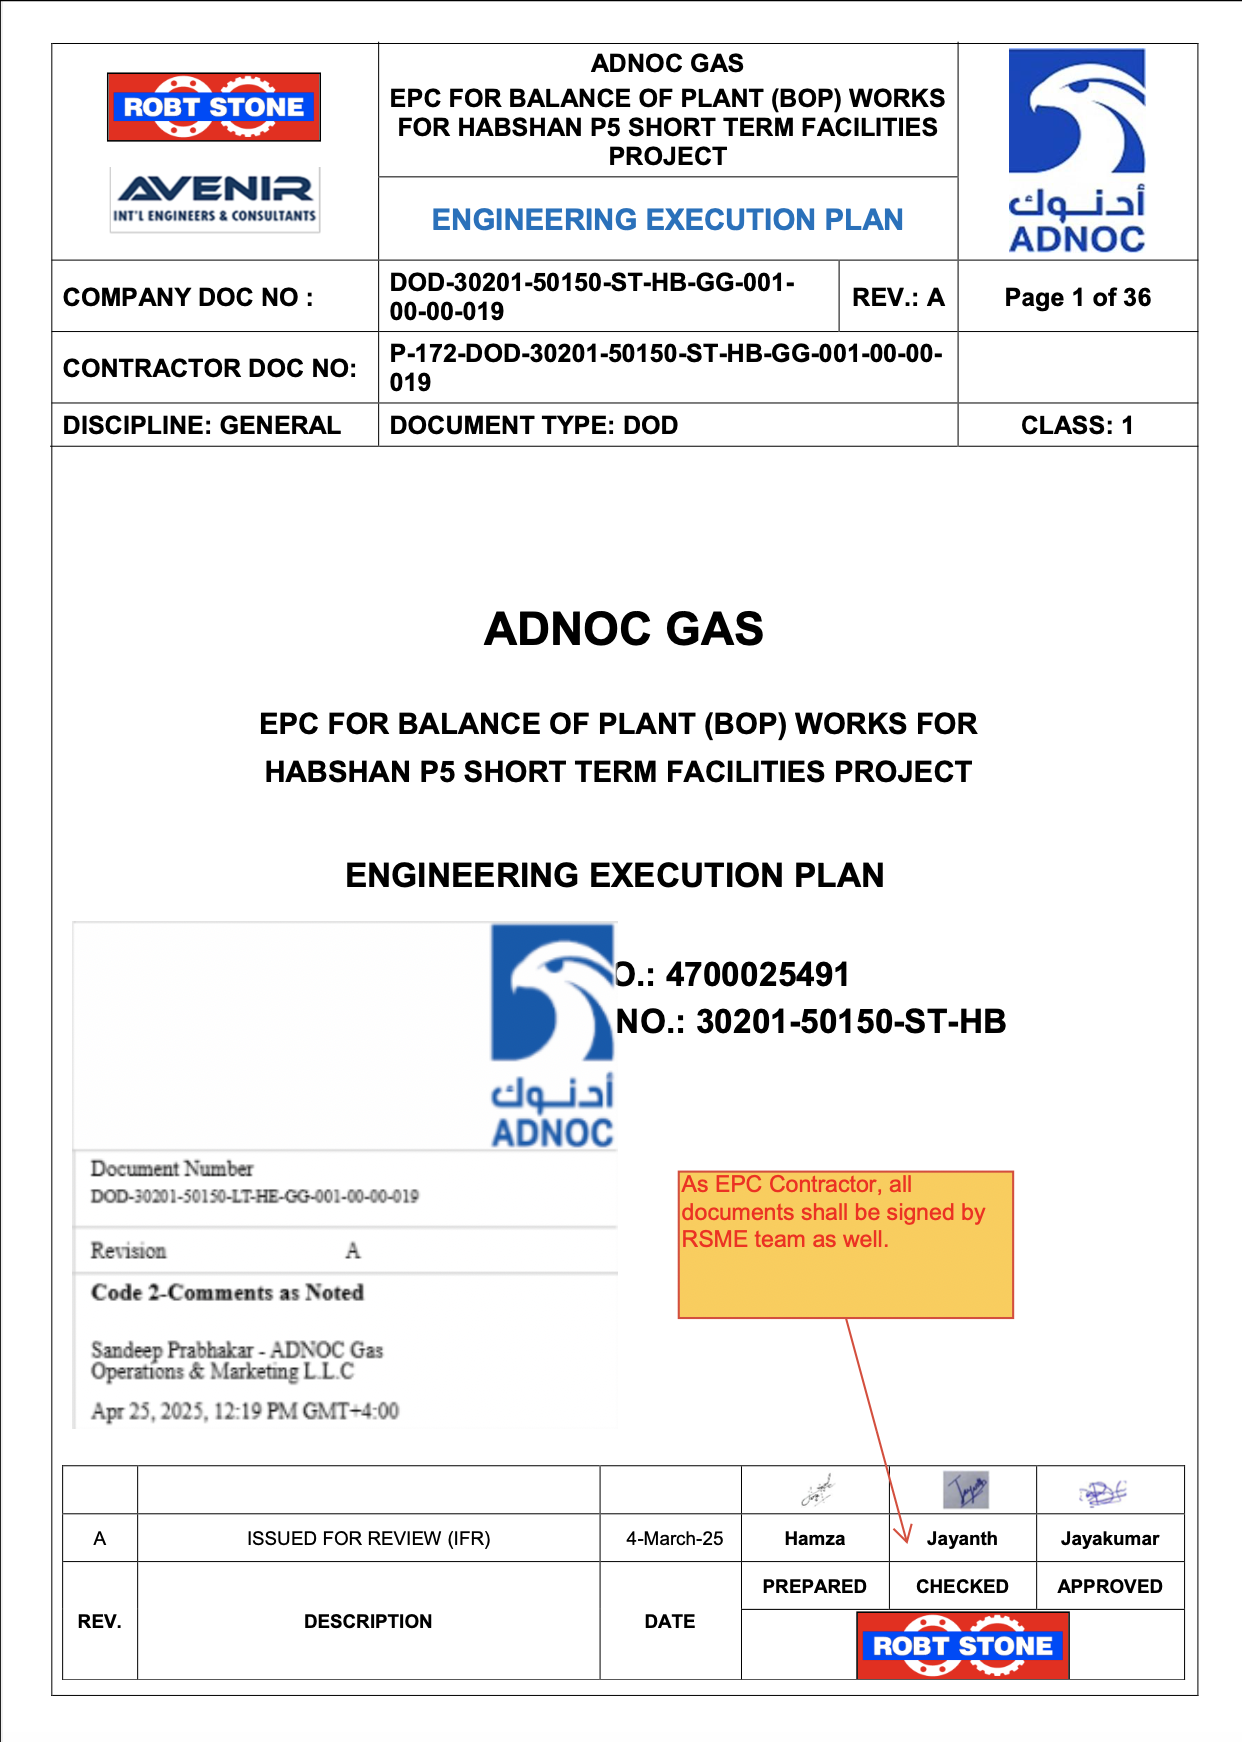 ROBT STONE
AVENIR
INT'L ENGINEERS & CONSULTANTS
ADNOC GAS
EPC FOR BALANCE OF PLANT (BOP) WORKS
FOR HABSHAN P5 SHORT TERM FACILITIES
PROJECT
ENGINEERING EXECUTION PLAN
أدنوك
ADNOC
COMPANY DOC NO :
DOD-30201-50150-ST-HB-GG-001-
00-00-019
REV.: A
Page 1 of 36
CONTRACTOR DOC NO:
P-172-DOD-30201-50150-ST-HB-GG-001-00-00-
019
DISCIPLINE: GENERAL
DOCUMENT TYPE: DOD
CLASS: 1
ADNOC GAS
EPC FOR BALANCE OF PLANT (BOP) WORKS FOR
HABSHAN P5 SHORT TERM FACILITIES PROJECT
ENGINEERING EXECUTION PLAN
O.: 4700025491
NO.: 30201-50150-ST-HB
أدنوك
ADNOC
Document Number
DOD-30201-50150-LT-HE-GG-001-00-00-019
Revision A
Code 2-Comments as Noted
Sandeep Prabhakar - ADNOC Gas
Operations & Marketing L.L.C
Apr 25, 2025, 12:19 PM GMT+4:00
As EPC Contractor, all
documents shall be signed by
RSME team as well.
A
ISSUED FOR REVIEW (IFR)
4-March-25
Hamza
Jayanth
Jayakumar
REV.
DESCRIPTION
DATE
PREPARED
CHECKED
APPROVED
ROBT STONE